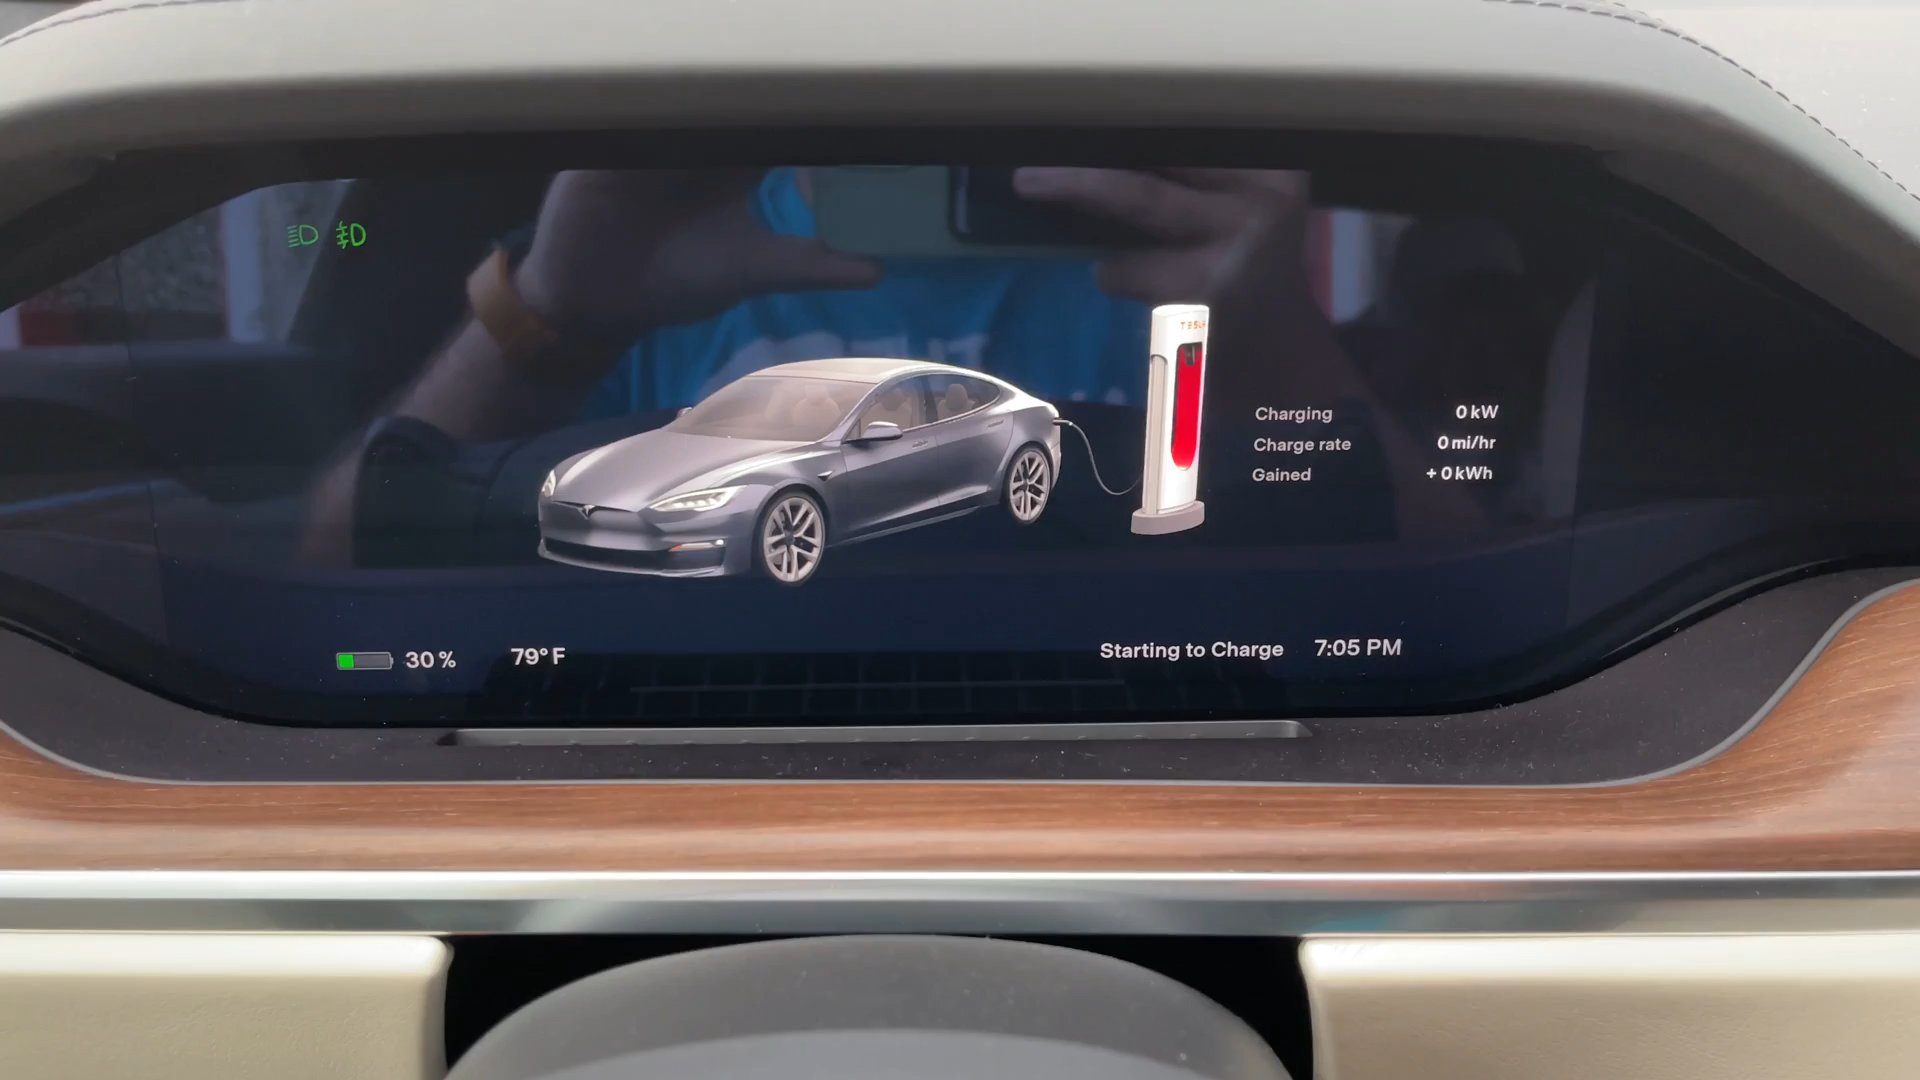 TESLA
Charging 0 kW
Charge rate 0 mi/hr
Gained + 0 kWh
30 % 79°F Starting to Charge 7:05 PM